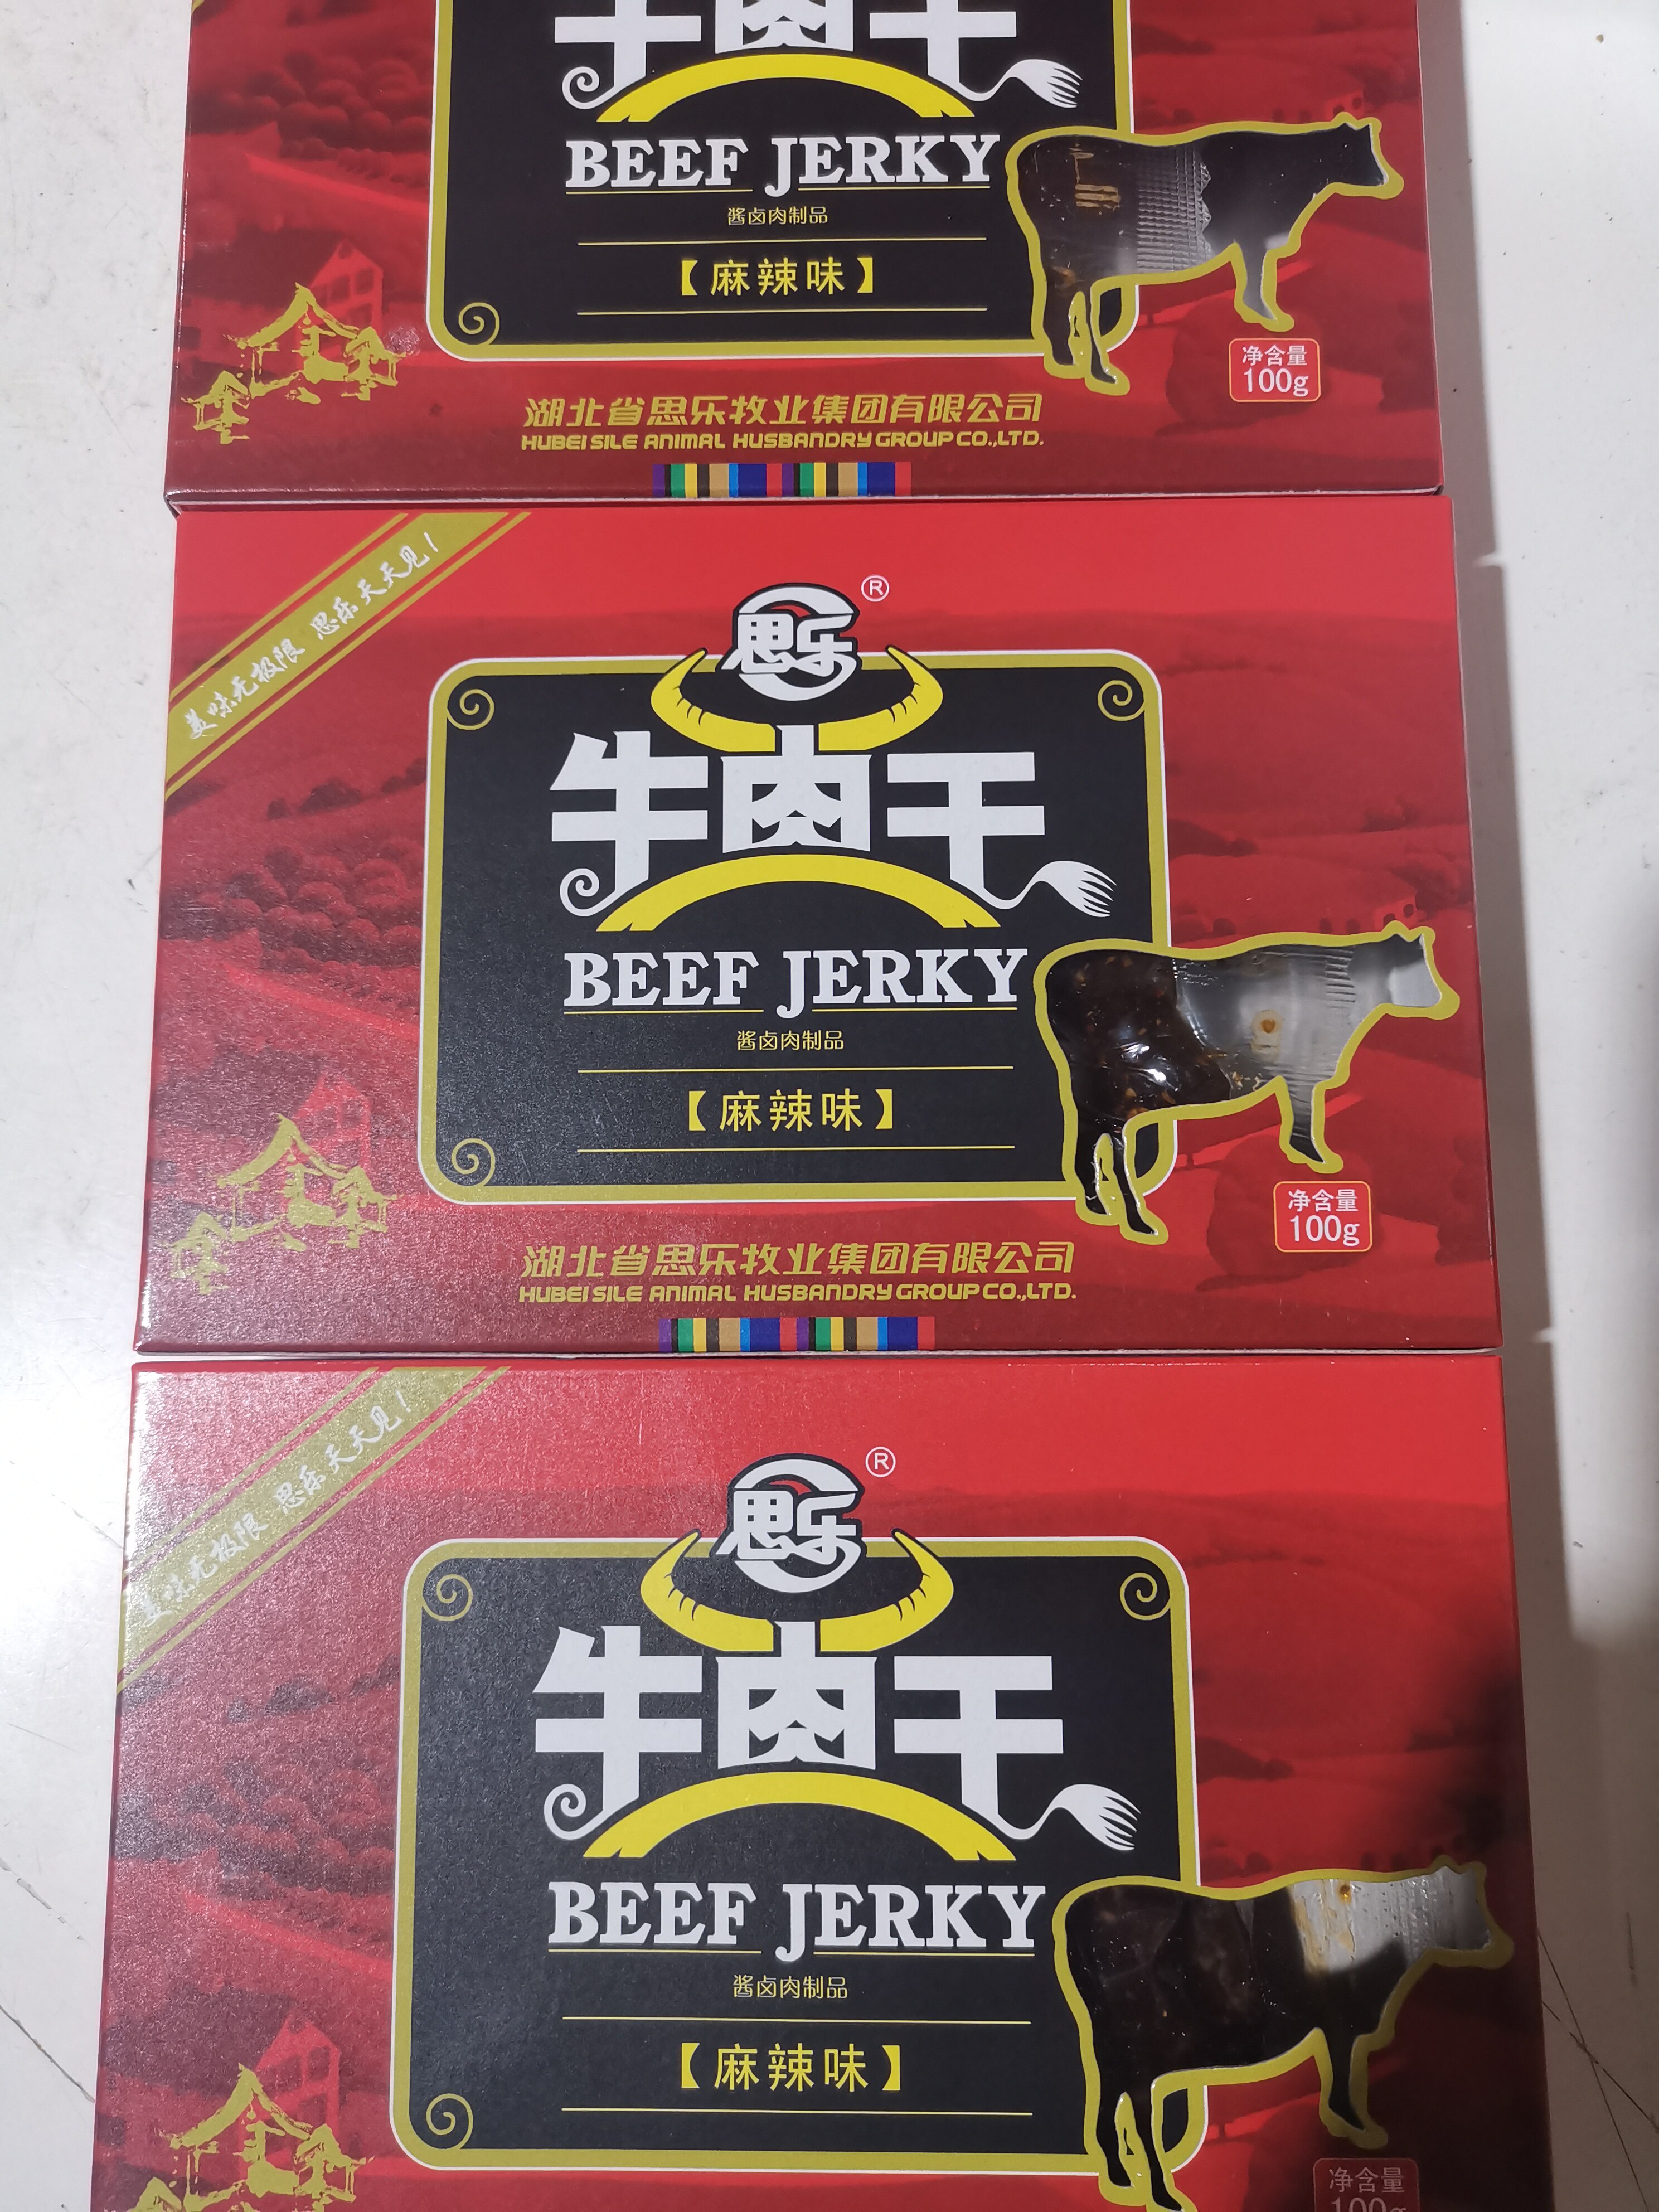 牛肉干
BEEF JERKY
酱卤肉制品
【麻辣味】
净含量
100g
湖北省思乐牧业集团有限公司
HUBEI SILE ANIMAL HUSBANDRY GROUP CO.,LTD.
美味无极限 思乐天天见!
思乐®
牛肉干
BEEF JERKY
酱卤肉制品
【麻辣味】
净含量
100g
湖北省思乐牧业集团有限公司
HUBEI SILE ANIMAL HUSBANDRY GROUP CO.,LTD.
美味无极限 思乐天天见!
思乐®
牛肉干
BEEF JERKY
酱卤肉制品
【麻辣味】
净含量
100g